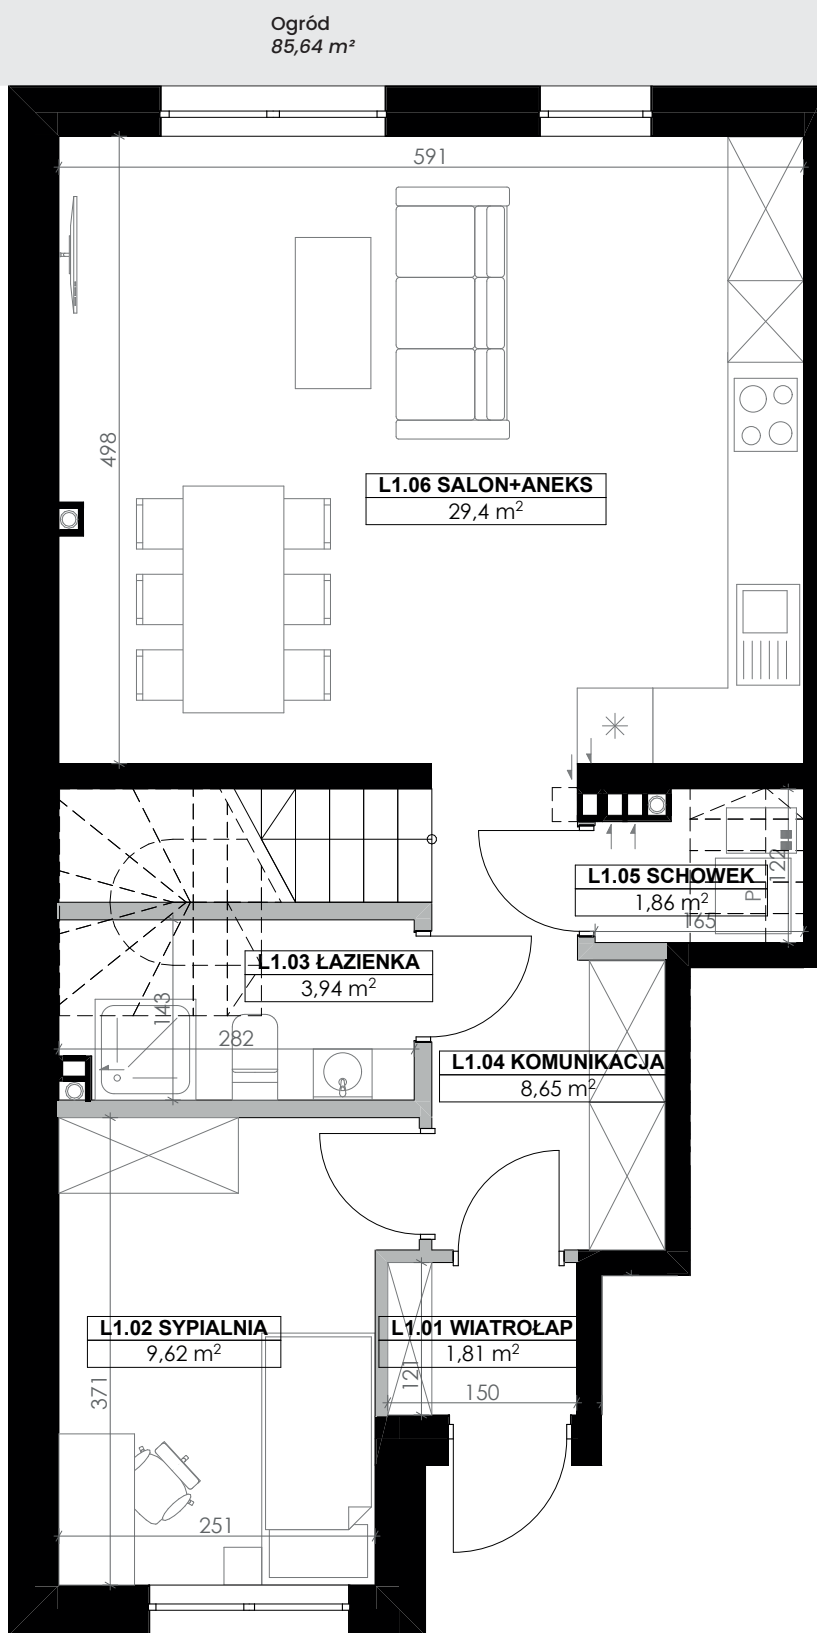 Ogród
85,64 m²
591
498
L1.06 SALON+ANEKS
29,4 m²
L1.05 SCHOWEK
1,86 m²
122
P
165
L1.03 ŁAZIENKA
3,94 m²
143
282
L1.04 KOMUNIKACJA
8,65 m²
L1.02 SYPIALNIA
9,62 m²
L1.01 WIATROŁAP
1,81 m²
371
121
150
251